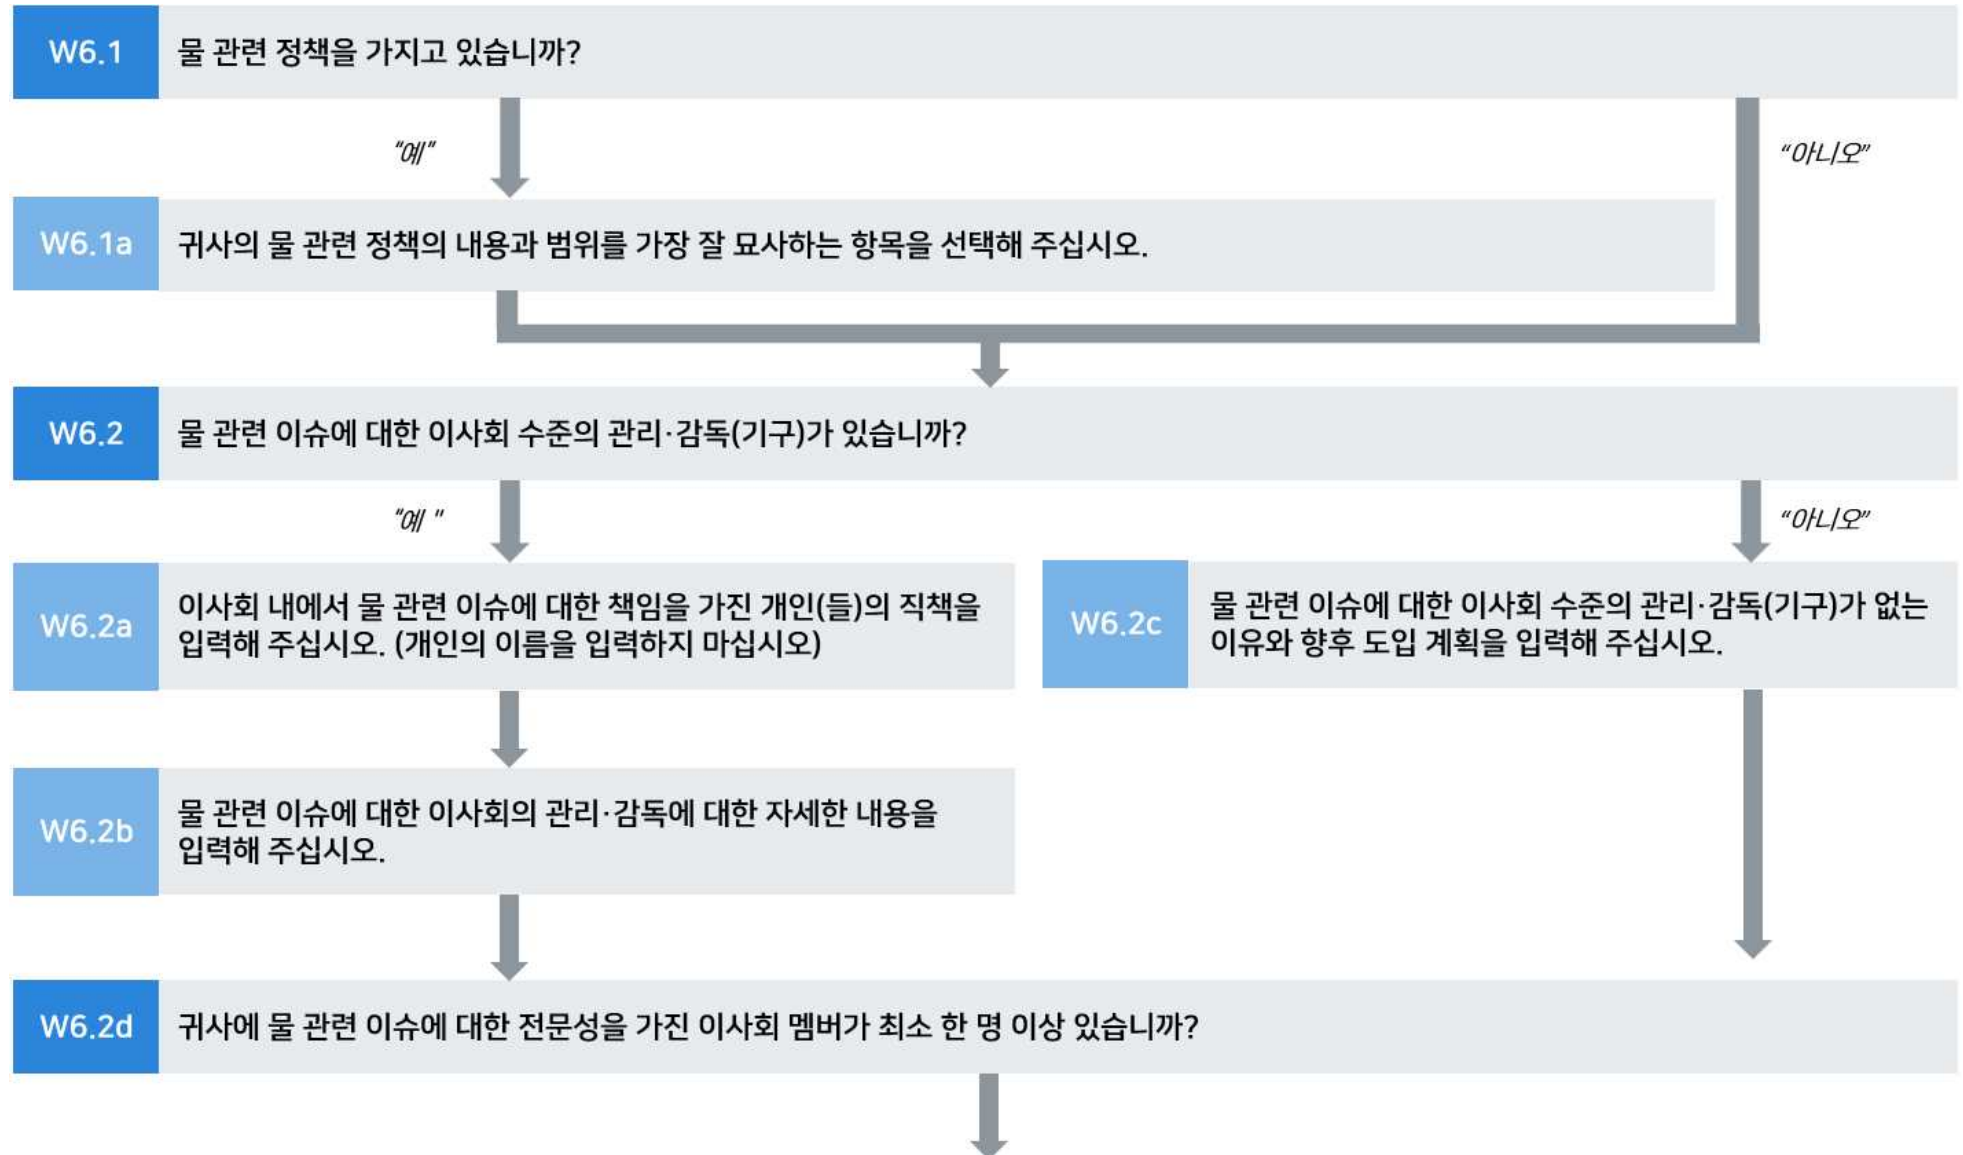 W6.1 물 관련 정책을 가지고 있습니까?
“예”
“아니오”
W6.1a 귀사의 물 관련 정책의 내용과 범위를 가장 잘 묘사하는 항목을 선택해 주십시오.
W6.2 물 관련 이슈에 대한 이사회 수준의 관리·감독(기구)가 있습니까?
“예 ”
“아니오”
W6.2a 이사회 내에서 물 관련 이슈에 대한 책임을 가진 개인(들)의 직책을
입력해 주십시오. (개인의 이름을 입력하지 마십시오)
W6.2c 물 관련 이슈에 대한 이사회 수준의 관리·감독(기구)가 없는
이유와 향후 도입 계획을 입력해 주십시오.
W6.2b 물 관련 이슈에 대한 이사회의 관리·감독에 대한 자세한 내용을
입력해 주십시오.
W6.2d 귀사에 물 관련 이슈에 대한 전문성을 가진 이사회 멤버가 최소 한 명 이상 있습니까?